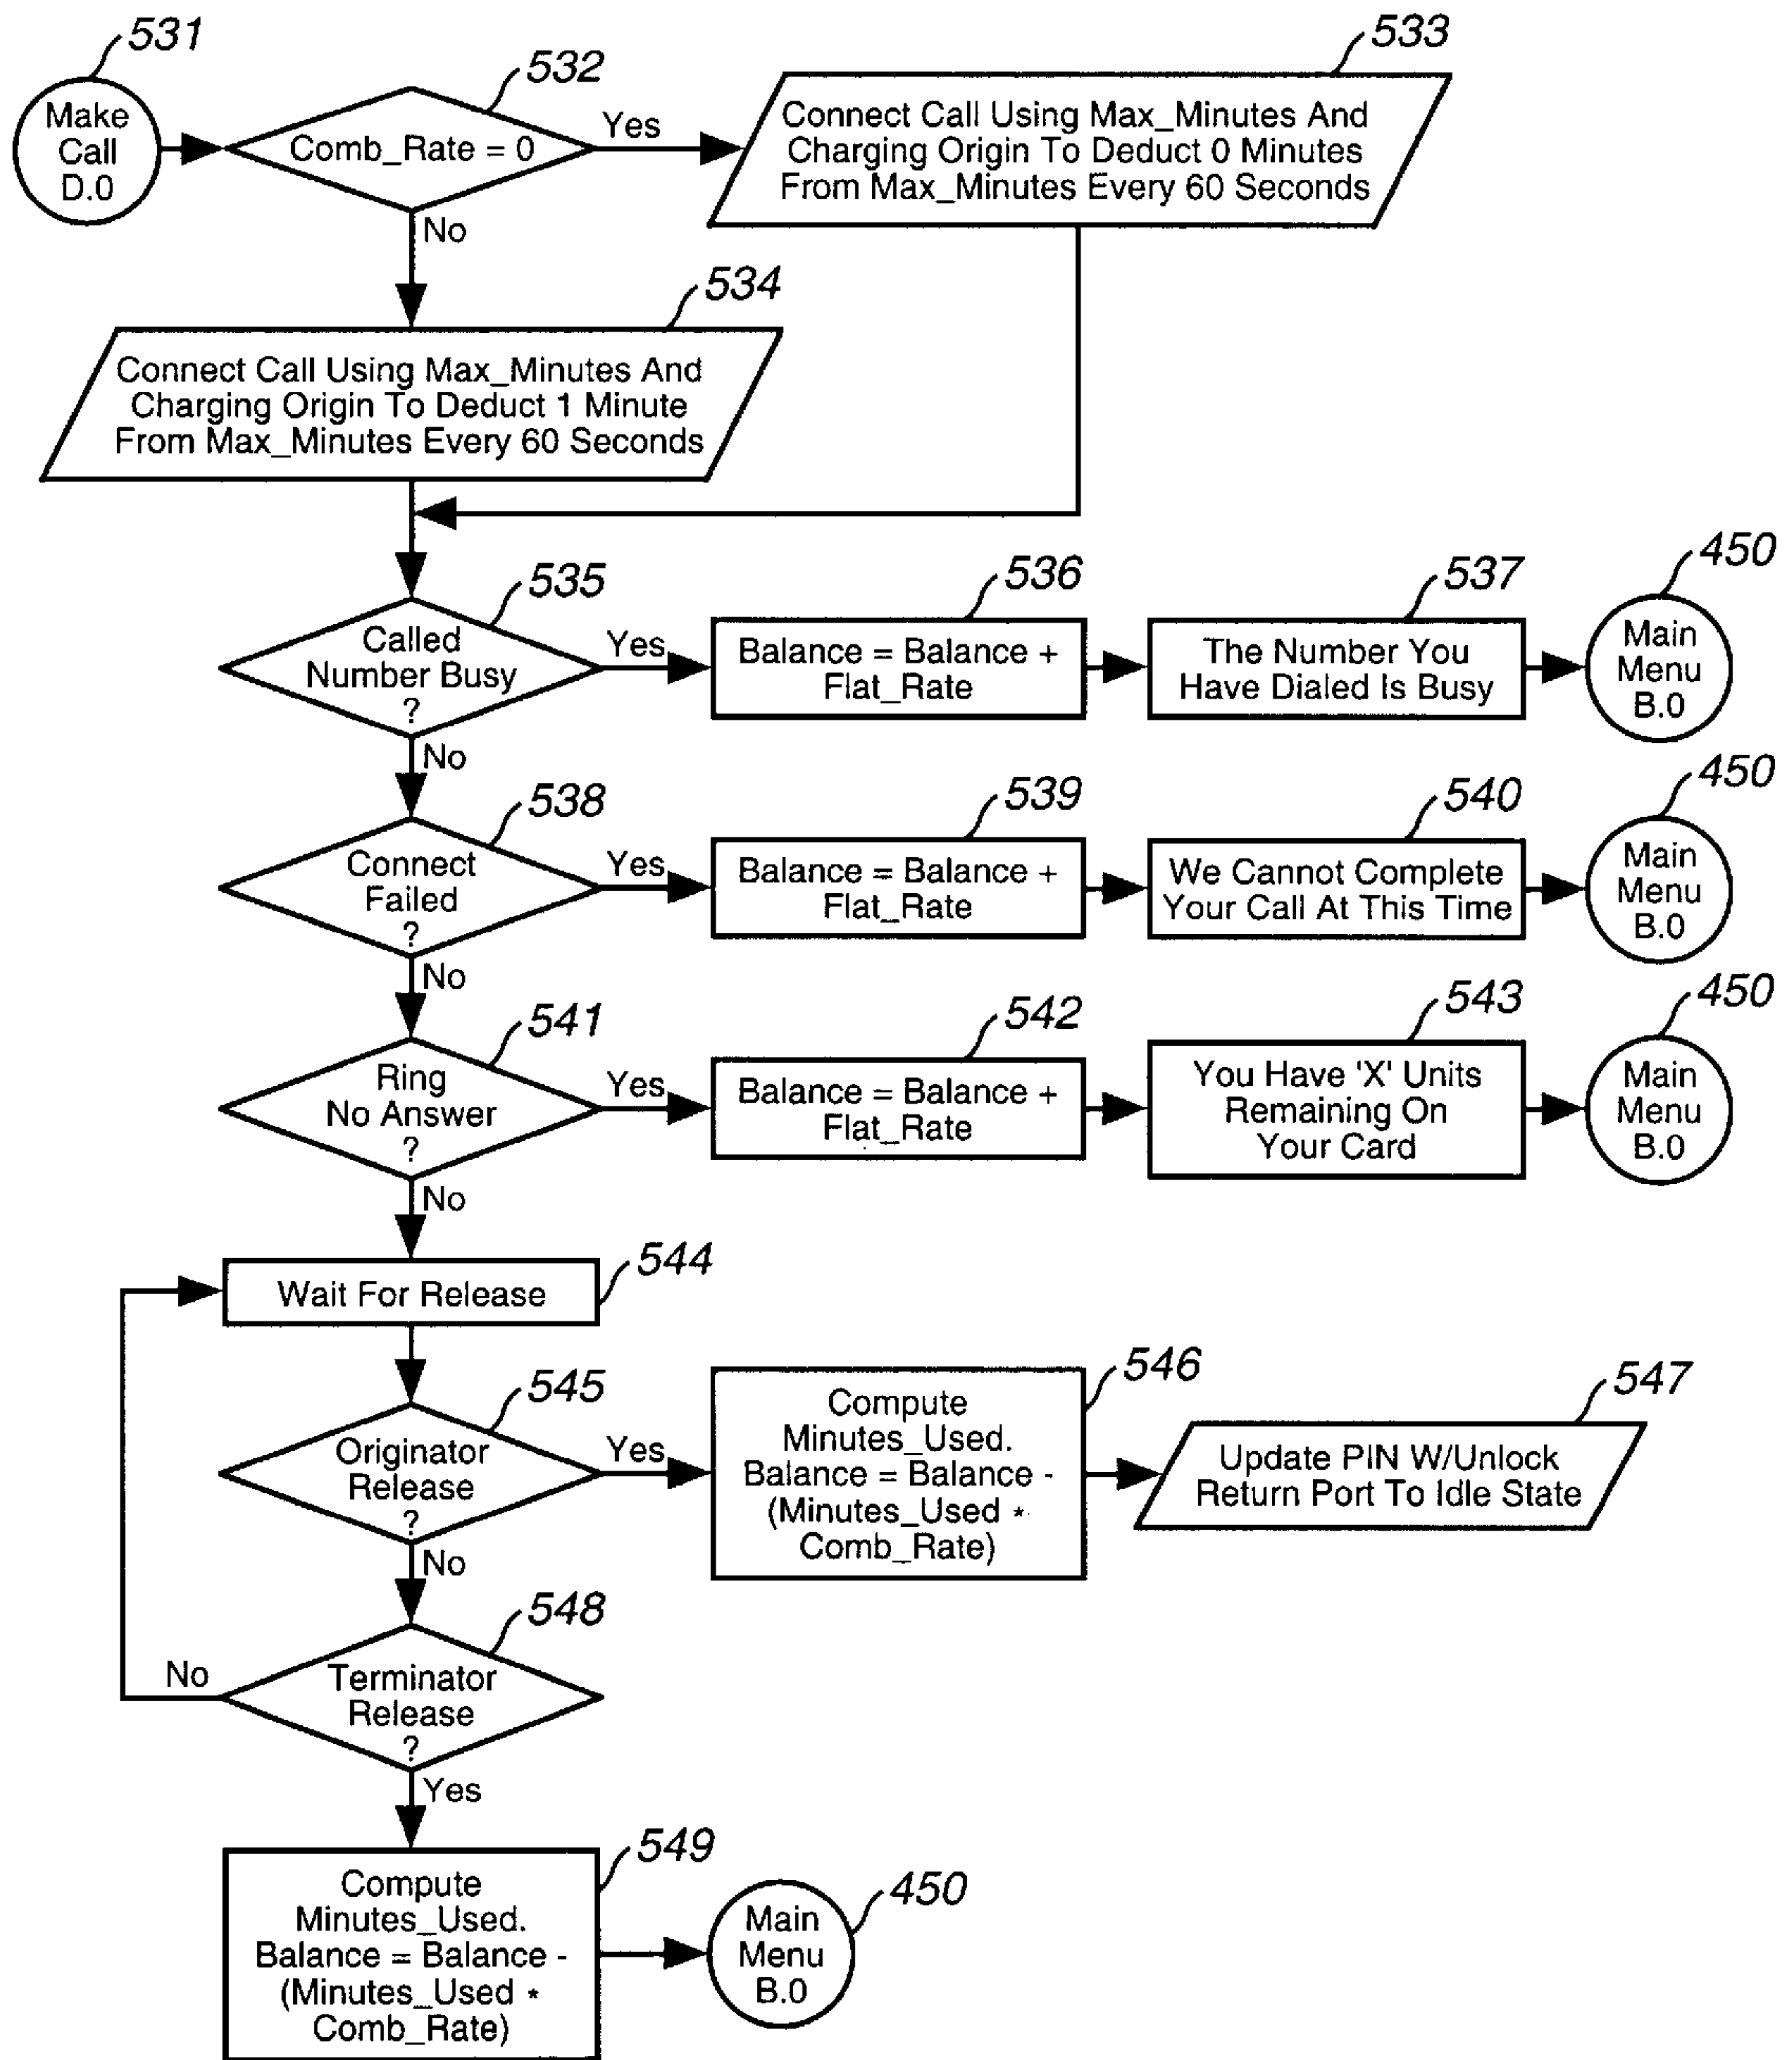 531
Make
Call
D.0
532
Comb_Rate = 0
Yes
No
533
Connect Call Using Max_Minutes And
Charging Origin To Deduct 0 Minutes
From Max_Minutes Every 60 Seconds
534
Connect Call Using Max_Minutes And
Charging Origin To Deduct 1 Minute
From Max_Minutes Every 60 Seconds
535
Called
Number Busy
?
Yes
No
536
Balance = Balance +
Flat_Rate
537
The Number You
Have Dialed Is Busy
450
Main
Menu
B.0
538
Connect
Failed
?
Yes
No
539
Balance = Balance +
Flat_Rate
540
We Cannot Complete
Your Call At This Time
450
Main
Menu
B.0
541
Ring
No Answer
?
Yes
No
542
Balance = Balance +
Flat_Rate
543
You Have 'X' Units
Remaining On
Your Card
450
Main
Menu
B.0
544
Wait For Release
545
Originator
Release
?
Yes
No
546
Compute
Minutes_Used.
Balance = Balance -
(Minutes_Used *
Comb_Rate)
547
Update PIN W/Unlock
Return Port To Idle State
548
Terminator
Release
?
No
Yes
549
Compute
Minutes_Used.
Balance = Balance -
(Minutes_Used *
Comb_Rate)
450
Main
Menu
B.0